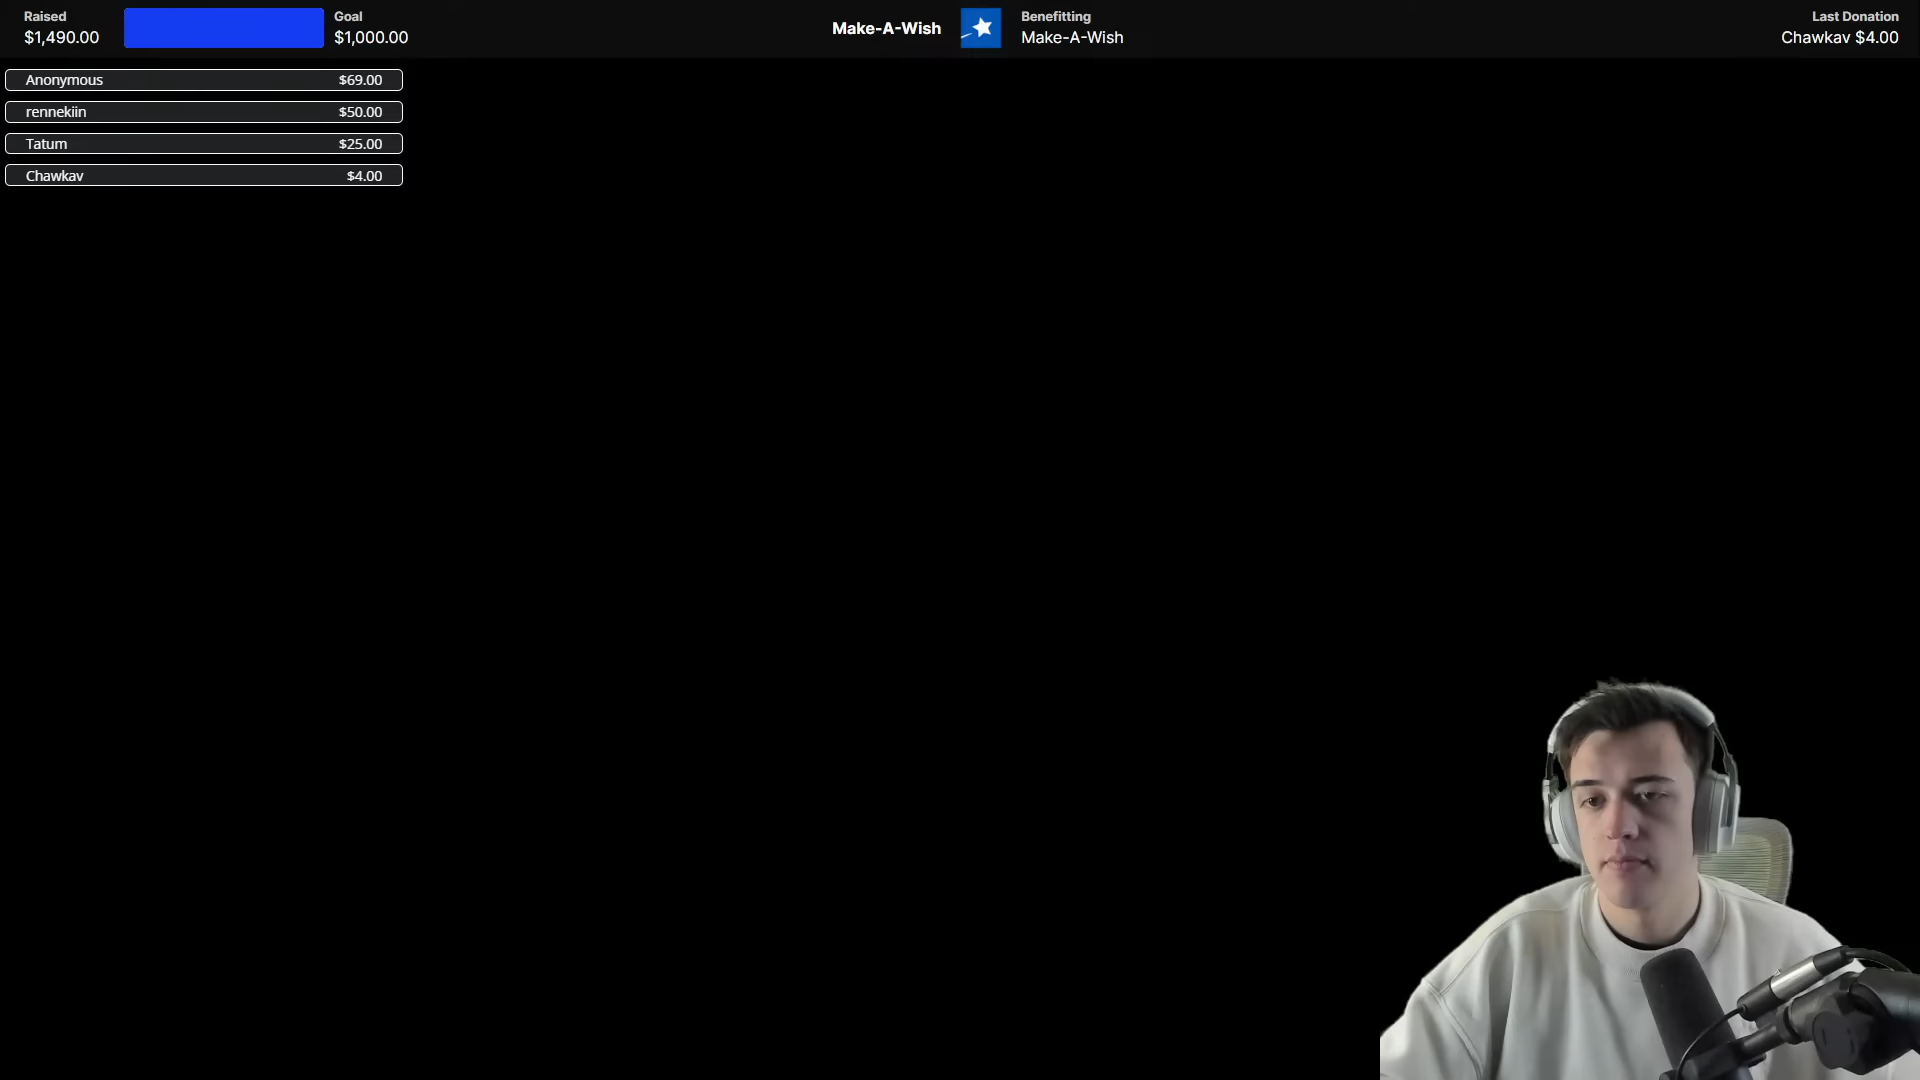 Raised
$1,490.00
Goal
$1,000.00
Make-A-Wish
Benefitting
Make-A-Wish
Last Donation
Chawkav $4.00
Anonymous $69.00
rennekiin $50.00
Tatum $25.00
Chawkav $4.00